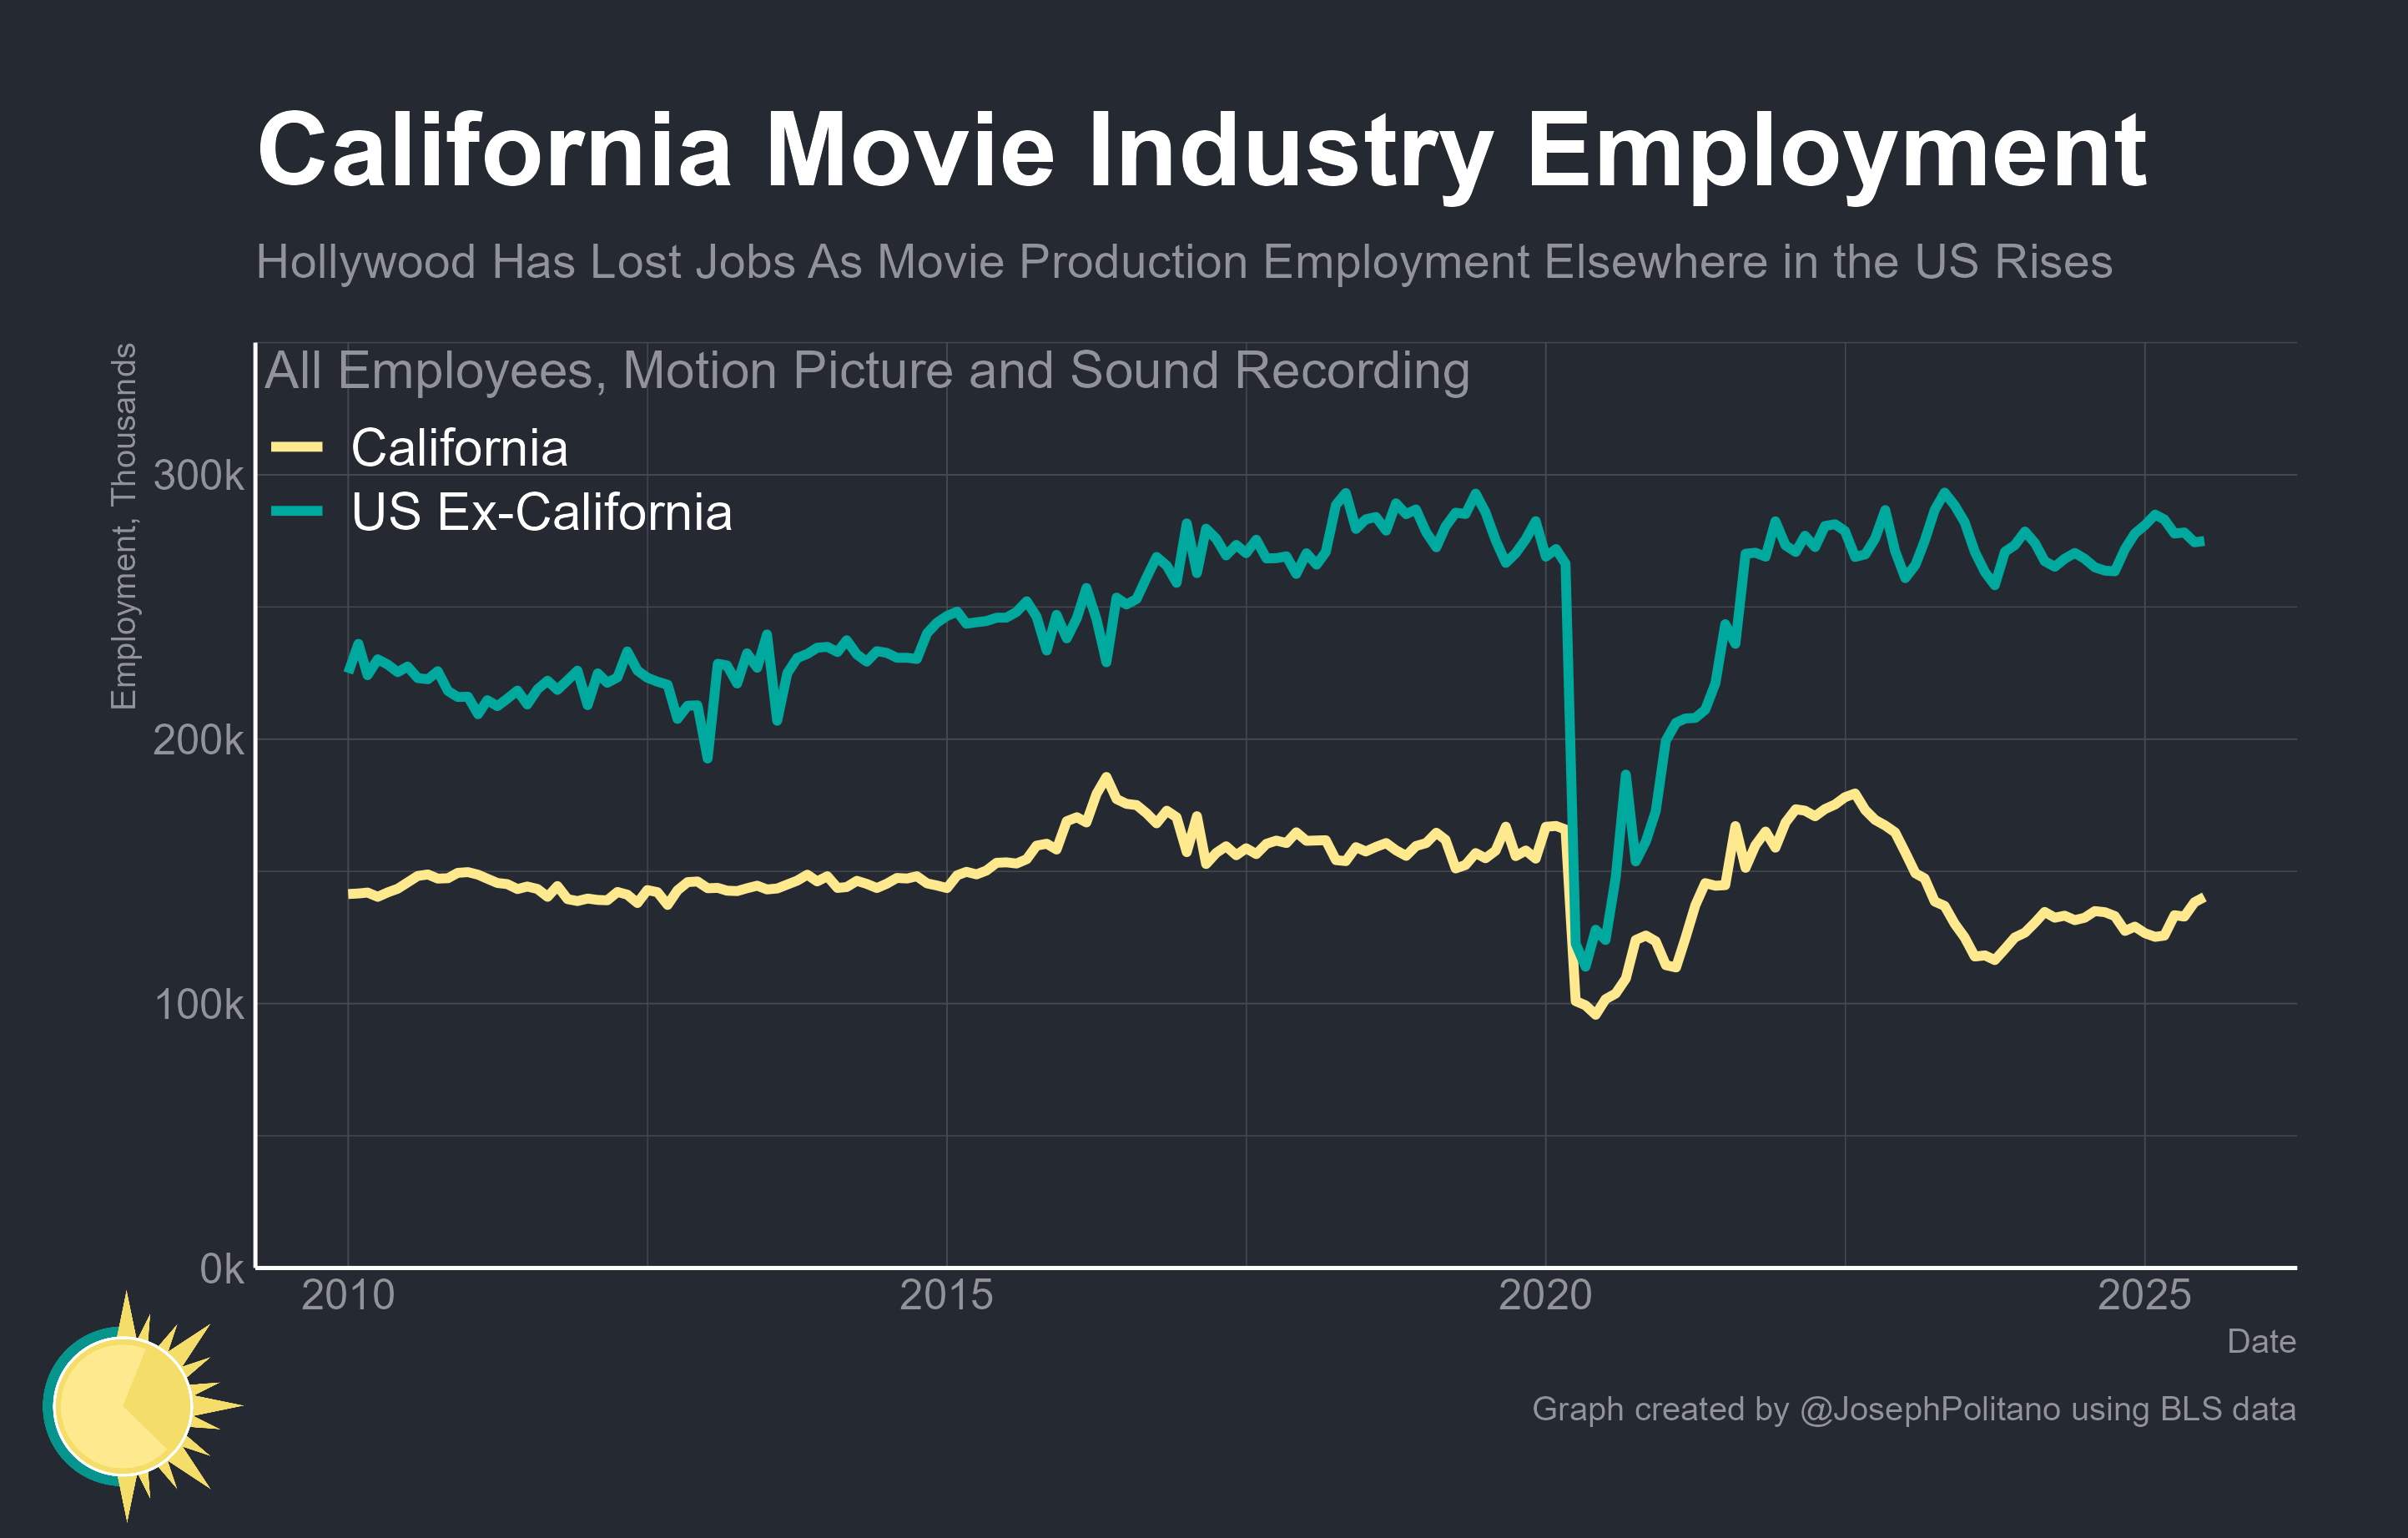 California Movie Industry Employment
Hollywood Has Lost Jobs As Movie Production Employment Elsewhere in the US Rises
Employment, Thousands
All Employees, Motion Picture and Sound Recording
California
US Ex-California
300k
200k
100k
0k
2010
2015
2020
2025
Date
Graph created by @JosephPolitano using BLS data